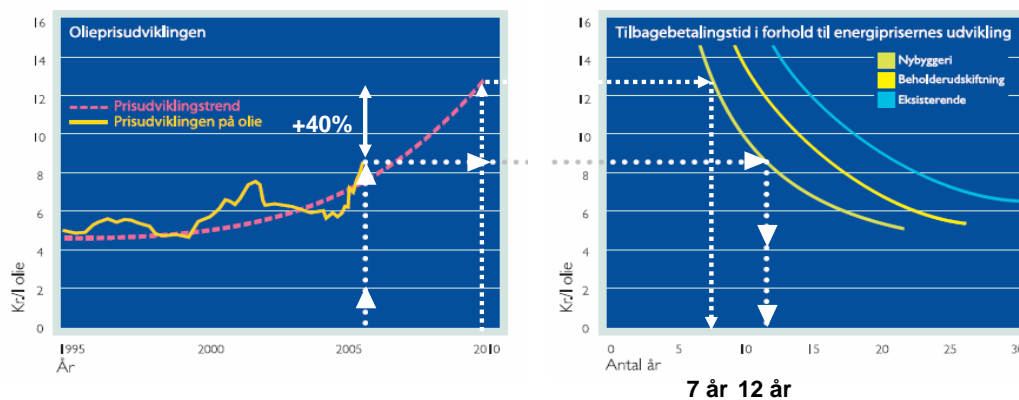 Olieprisudviklingen
16
14
12
10
8
6
4
2
0
Kr./l olie
Prisudviklingstrend
Prisudviklingen på olie
+40%
1995
2000
2005
2010
År
Tilbagebetalingstid i forhold til energiprisernes udvikling
16
14
12
10
8
6
4
2
0
Kr./l olie
Nybyggeri
Beholderudskiftning
Eksisterende
0
5
10
15
20
25
30
Antal år
7 år 12 år